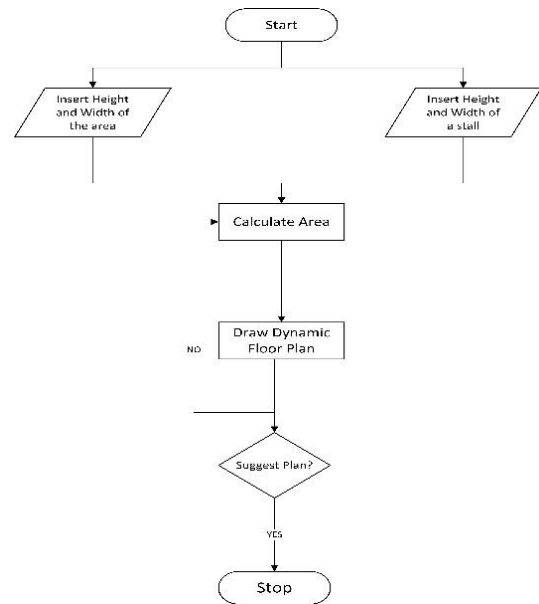 Start
Insert Height
and Width of
the area
Insert Height
and Width of
a stall
Calculate Area
Draw Dynamic
Floor Plan
NO
Suggest Plan?
YES
Stop